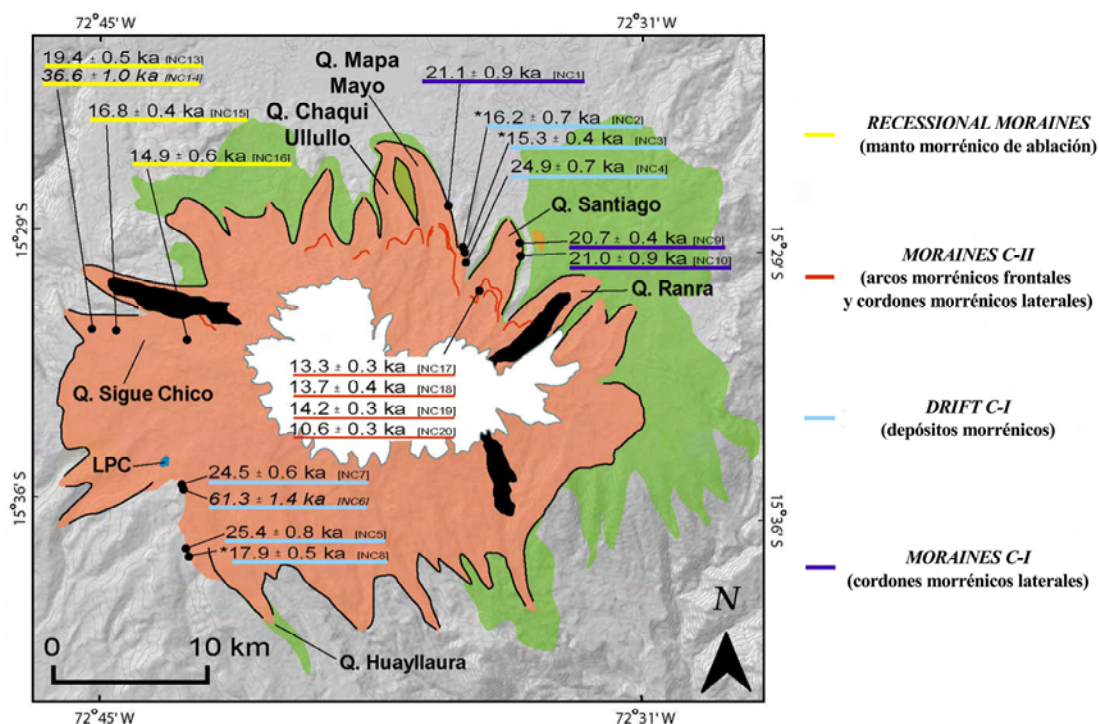 72°45' W
72°31' W
19.4 ± 0.5 ka [NC13]
36.6 ± 1.0 ka [NC14]
16.8 ± 0.4 ka [NC15]
14.9 ± 0.6 ka [NC16]
Q. Mapa
Mayo
Q. Chaqui
Ullullo
21.1 ± 0.9 ka [NC1]
*16.2 ± 0.7 ka [NC2]
*15.3 ± 0.4 ka [NC3]
24.9 ± 0.7 ka [NC4]
Q. Santiago
20.7 ± 0.4 ka [NC9]
21.0 ± 0.9 ka [NC10]
Q. Ranra
15°29' S
15°29' S
Q. Sigue Chico
13.3 ± 0.3 ka [NC17]
13.7 ± 0.4 ka [NC18]
14.2 ± 0.3 ka [NC19]
10.6 ± 0.3 ka [NC20]
LPC
24.5 ± 0.6 ka [NC7]
61.3 ± 1.4 ka [NC6]
25.4 ± 0.8 ka [NC5]
*17.9 ± 0.5 ka [NC8]
15°36' S
15°36' S
Q. Huayllaura
0
10 km
N
72°45' W
72°31' W
RECESSIONAL MORAINES
(manto morrénico de ablación)
MORAINES C-II
(arcos morrénicos frontales
y cordones morrénicos laterales)
DRIFT C-I
(depósitos morrénicos)
MORAINES C-I
(cordones morrénicos laterales)